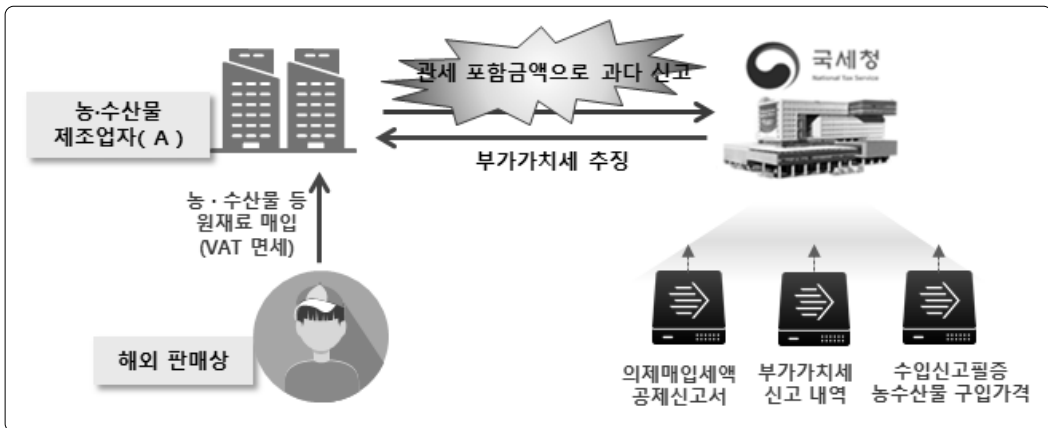 관세 포함금액으로 과다 신고
국세청
National Tax Service
농·수산물
제조업자( A )
부가가치세 추징
농 · 수산물 등
원재료 매입
(VAT 면세)
해외 판매상
의제매입세액
공제신고서
부가가치세
신고 내역
수입신고필증
농수산물 구입가격